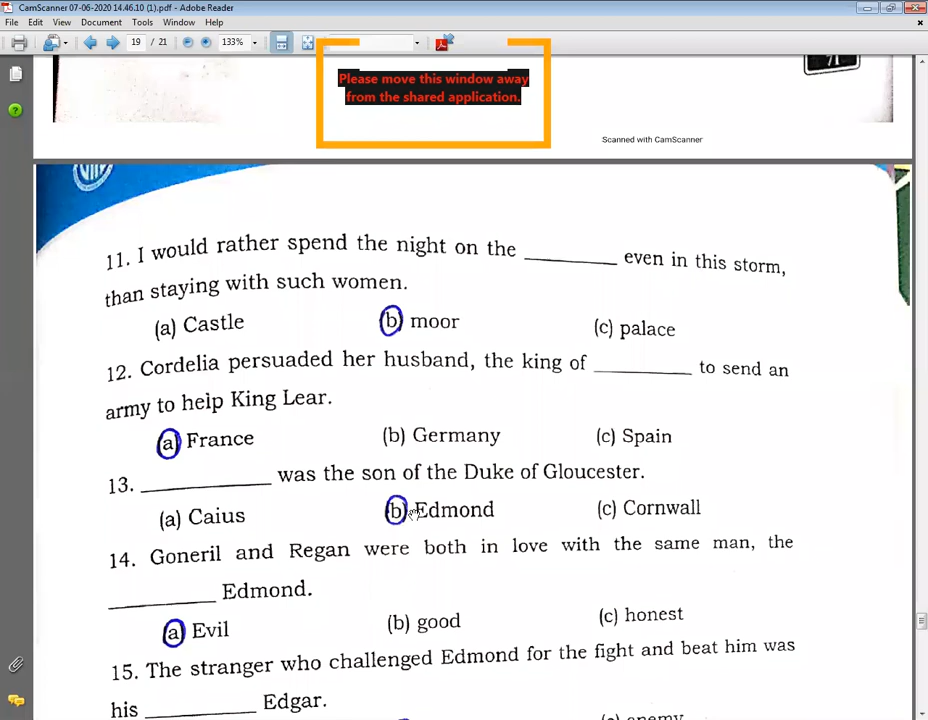 CamScanner 07-06-2020 14.46.10 (1).pdf - Adobe Reader
File Edit View Document Tools Window Help
19 / 21 133%
Please move this window away
from the shared application.
Scanned with CamScanner
11. I would rather spend the night on the ________ even in this storm,
than staying with such women.
(a) Castle (b) moor (c) palace
12. Cordelia persuaded her husband, the king of ________ to send an
army to help King Lear.
(a) France (b) Germany (c) Spain
13. ________ was the son of the Duke of Gloucester.
(a) Caius (b) Edmond (c) Cornwall
14. Goneril and Regan were both in love with the same man, the
________ Edmond.
(a) Evil (b) good (c) honest
15. The stranger who challenged Edmond for the fight and beat him was
his ________ Edgar.
(c) enemy